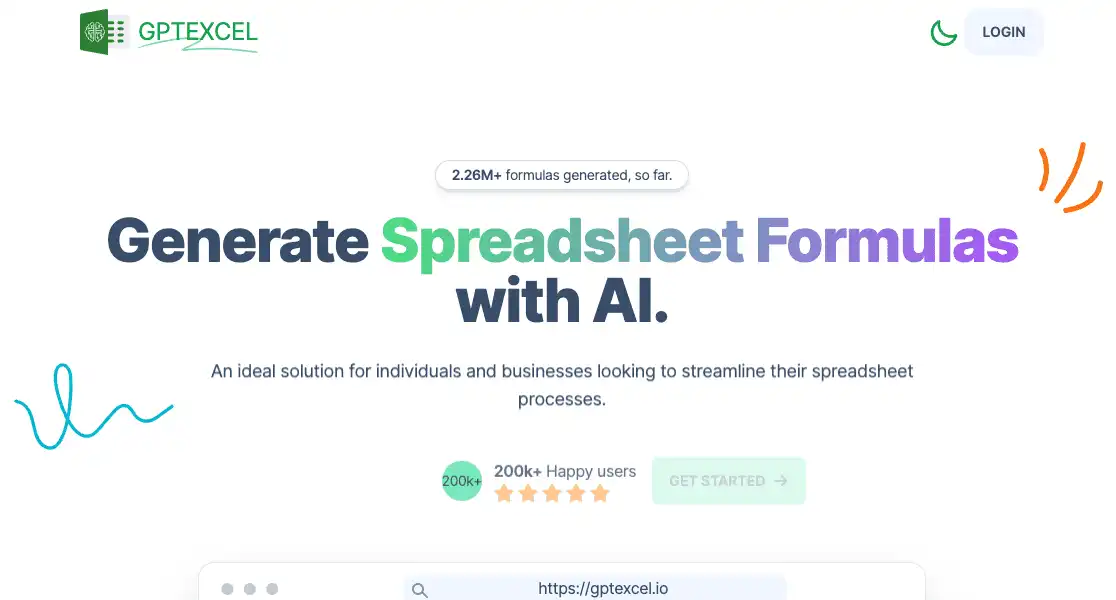 GPTEXCEL
LOGIN
2.26M+ formulas generated, so far.
Generate Spreadsheet Formulas
with AI.
An ideal solution for individuals and businesses looking to streamline their spreadsheet
processes.
200k+
200k+ Happy users
GET STARTED →
https://gptexcel.io